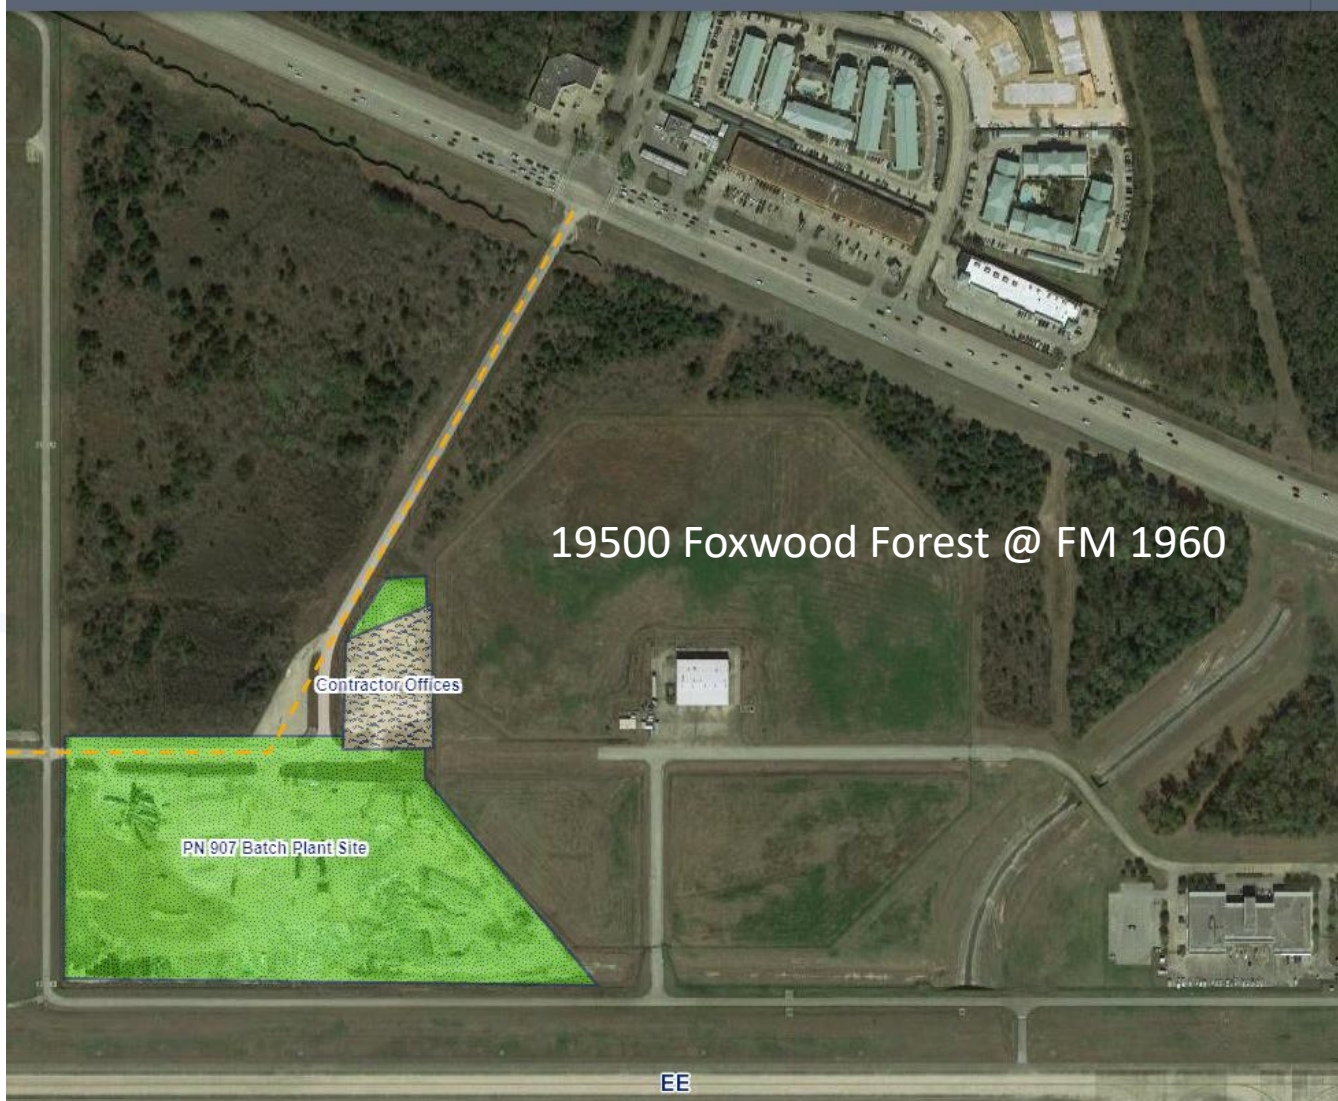 19500 Foxwood Forest @ FM 1960
Contractor Offices
PN 907 Batch Plant Site
EE